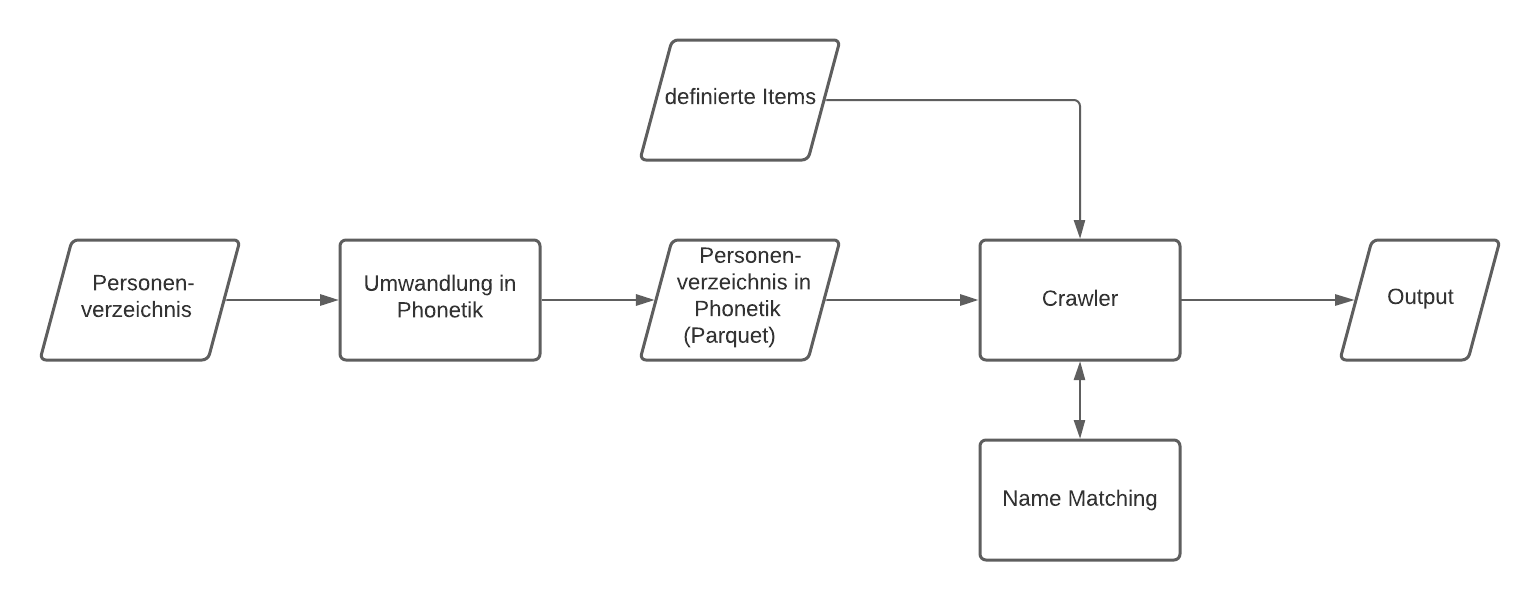 definierte Items
Personen-
verzeichnis
Umwandlung in
Phonetik
Personen-
verzeichnis in
Phonetik
(Parquet)
Crawler
Output
Name Matching